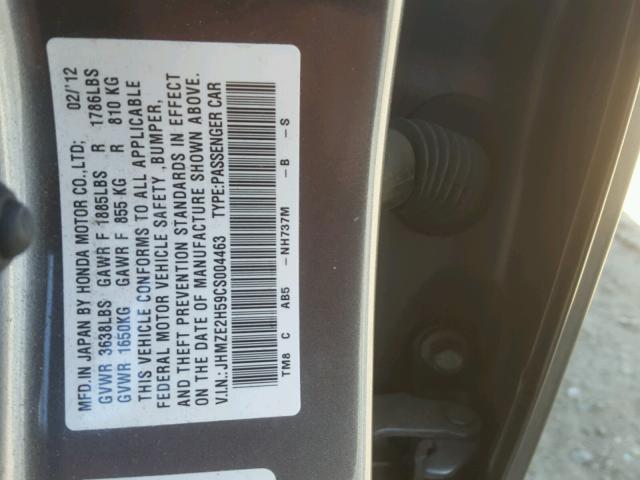 MFD.IN JAPAN BY HONDA MOTOR CO.,LTD; 02/'12
GVWR 3638LBS GAWR F 1885LBS R 1786LBS
GVWR 1650KG GAWR F 855 KG R 810 KG
THIS VEHICLE CONFORMS TO ALL APPLICABLE
FEDERAL MOTOR VEHICLE SAFETY ,BUMPER,
AND THEFT PREVENTION STANDARDS IN EFFECT
ON THE DATE OF MANUFACTURE SHOWN ABOVE.
V.I.N.:JHMZE2H59CS004463 TYPE:PASSENGER CAR
TM8 C AB5 -NH737M -B -S